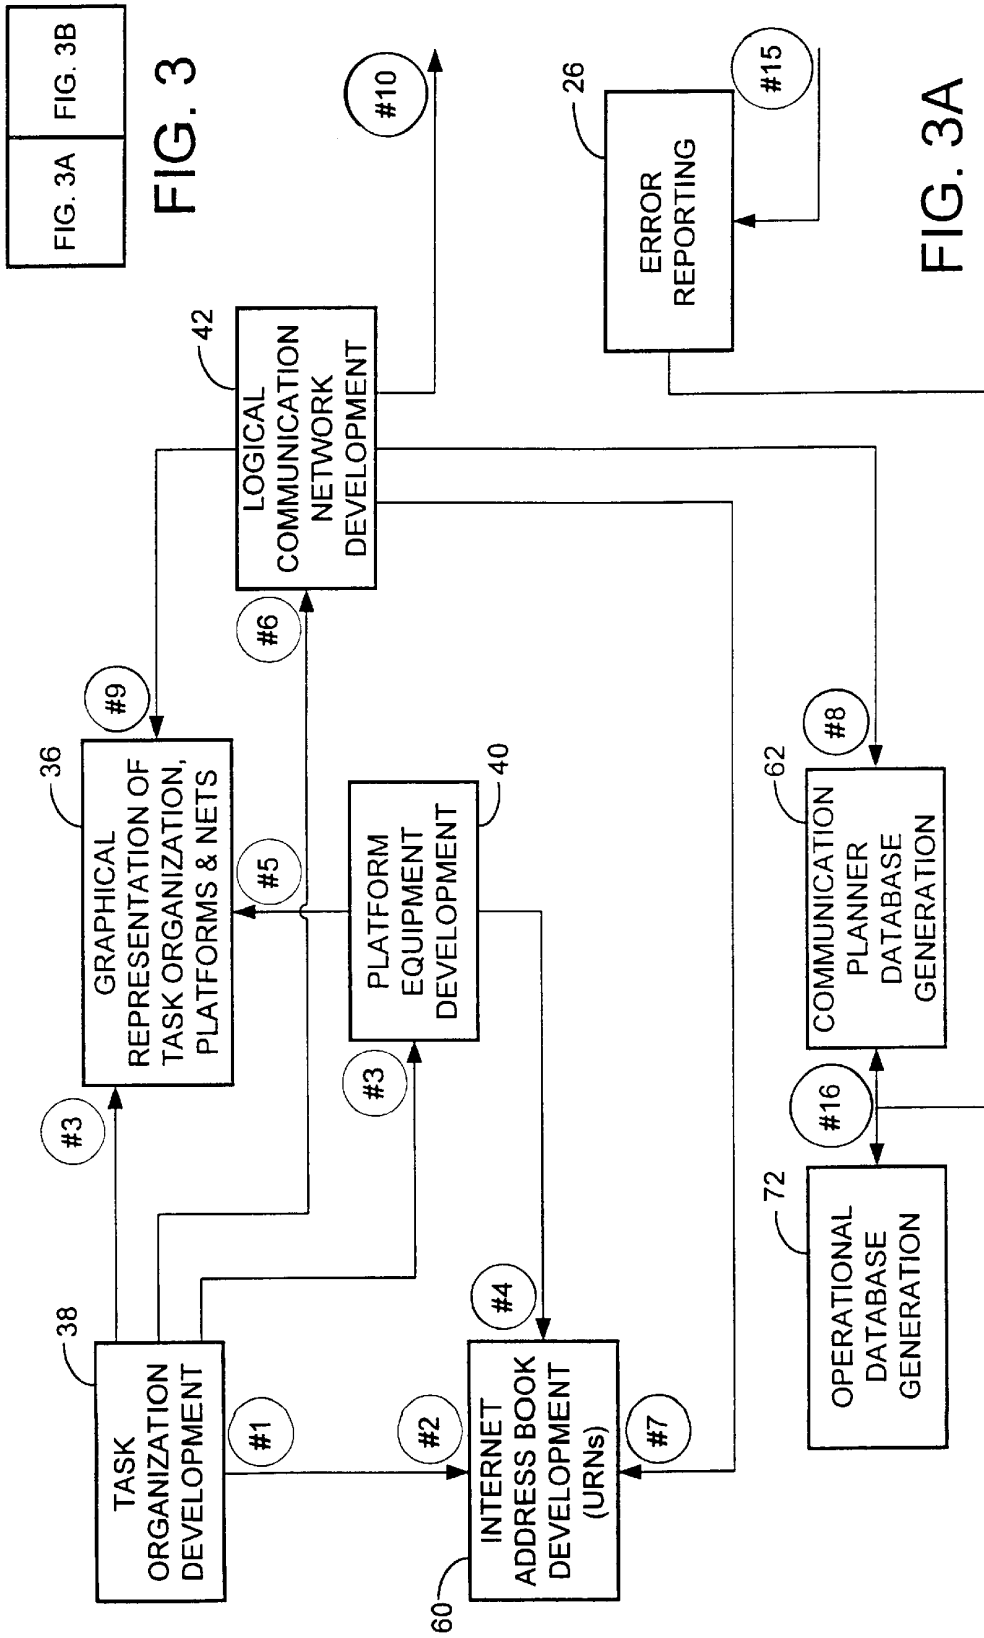 FIG. 3A
FIG. 3B
FIG. 3
38
TASK
ORGANIZATION
DEVELOPMENT
#3
36
GRAPHICAL
REPRESENTATION OF
TASK ORGANIZATION,
PLATFORMS & NETS
#9
42
LOGICAL
COMMUNICATION
NETWORK
DEVELOPMENT
#10
#1
#5
#6
#3
40
PLATFORM
EQUIPMENT
DEVELOPMENT
#2
#4
60
INTERNET
ADDRESS BOOK
DEVELOPMENT
(URNs)
#7
26
ERROR
REPORTING
#15
72
OPERATIONAL
DATABASE
GENERATION
#16
62
COMMUNICATION
PLANNER
DATABASE
GENERATION
#8
FIG. 3A